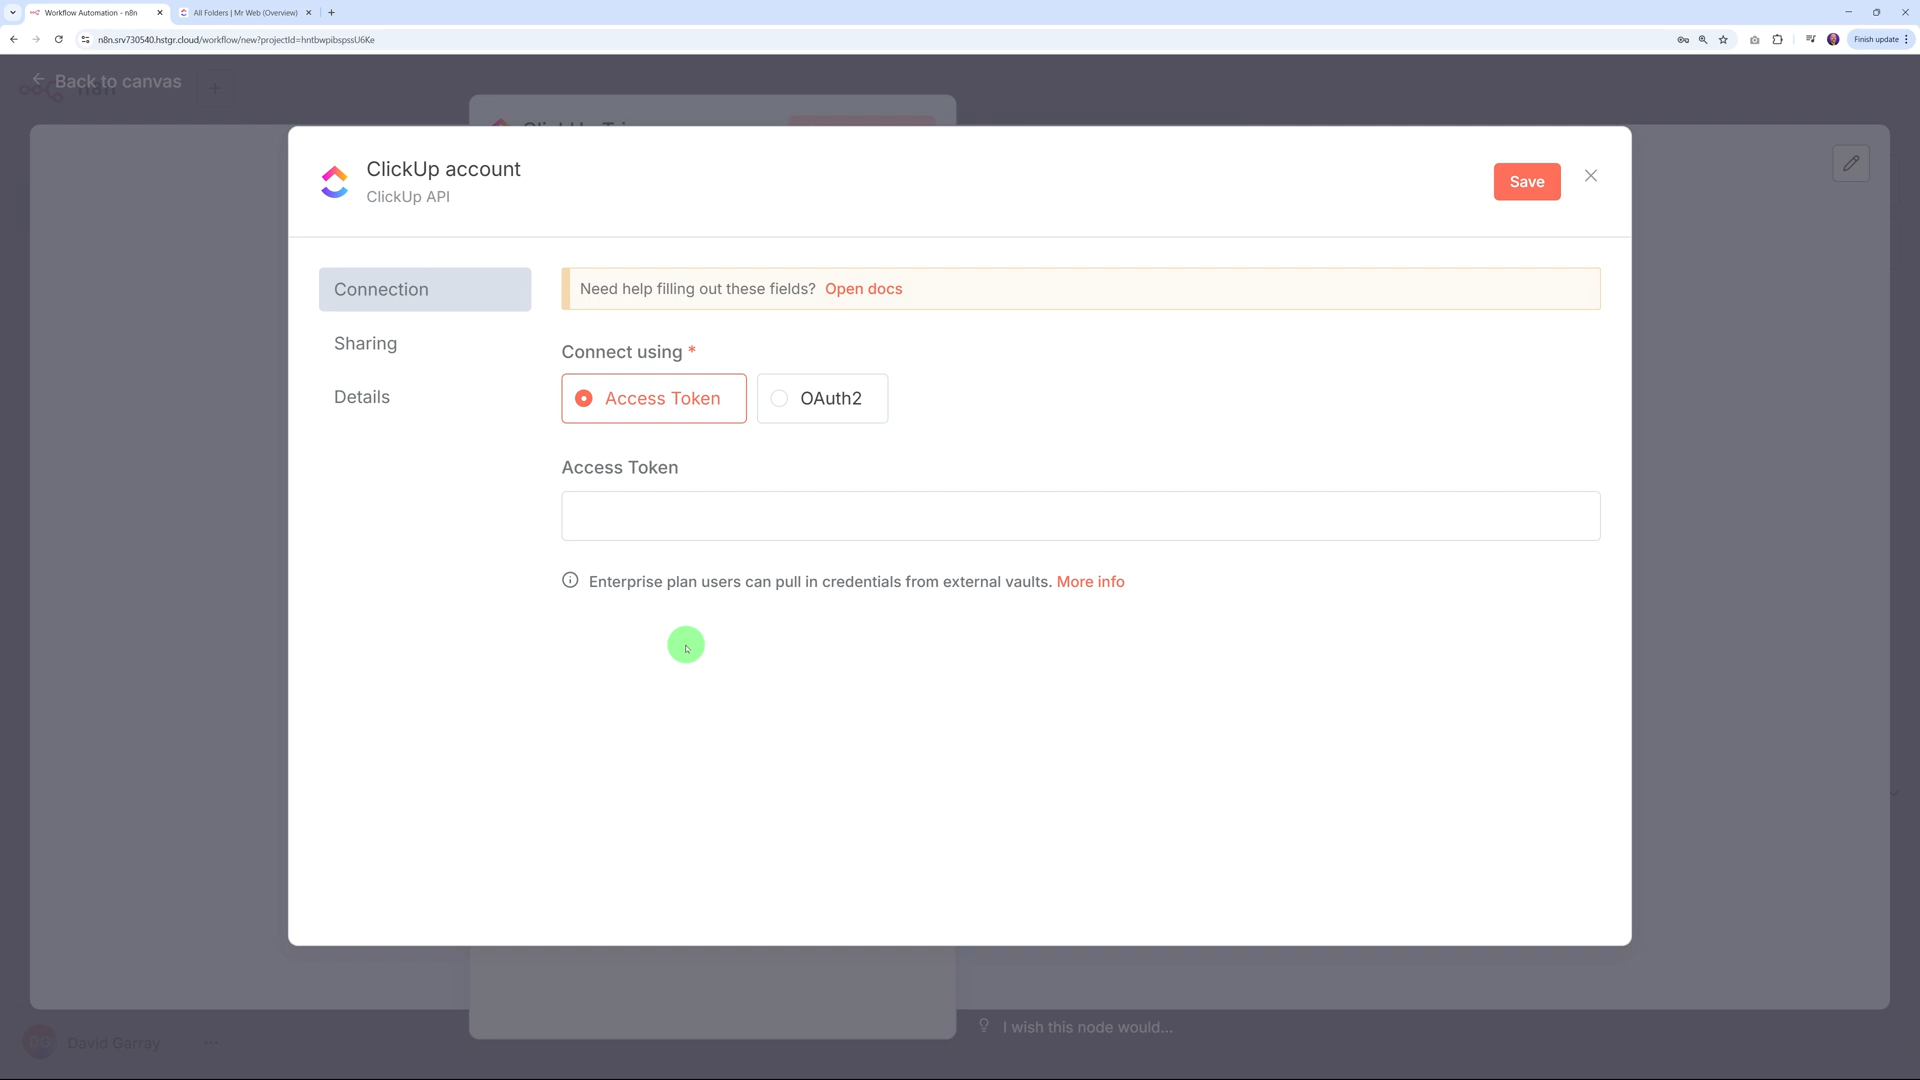 Workflow Automation - n8n
All Folders | Mr Web (Overview)
n8n.srv730540.hstgr.cloud/workflow/new?projectId=hntbwpibspssU6Ke
Finish update
Back to canvas
ClickUp account
ClickUp API
Save
Connection
Sharing
Details
Need help filling out these fields? Open docs
Connect using *
Access Token
OAuth2
Access Token
Enterprise plan users can pull in credentials from external vaults. More info
I wish this node would...
DG
David Garray